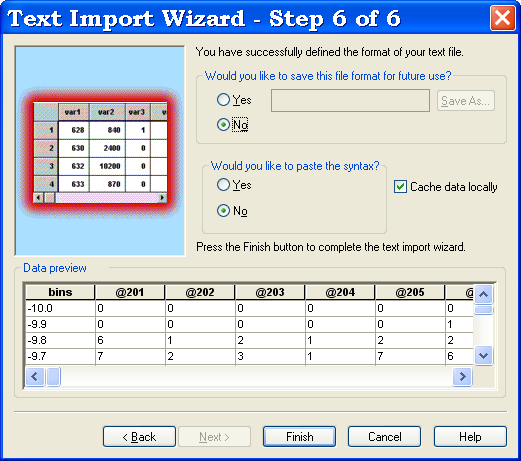 Text Import Wizard - Step 6 of 6
You have successfully defined the format of your text file.
Would you like to save this file format for future use?
Yes
Save As...
No
var1 var2 var3 v
1 628 840 1
2 630 2400 0
3 632 10200 0
4 633 870 0
Would you like to paste the syntax?
Yes
No
Cache data locally
Press the Finish button to complete the text import wizard.
Data preview
bins @201 @202 @203 @204 @205 @
-10.0 0 0 0 0 0 0
-9.9 0 0 0 0 0 1
-9.8 6 1 2 1 2 2
-9.7 7 2 3 1 7 6
< Back Next > Finish Cancel Help